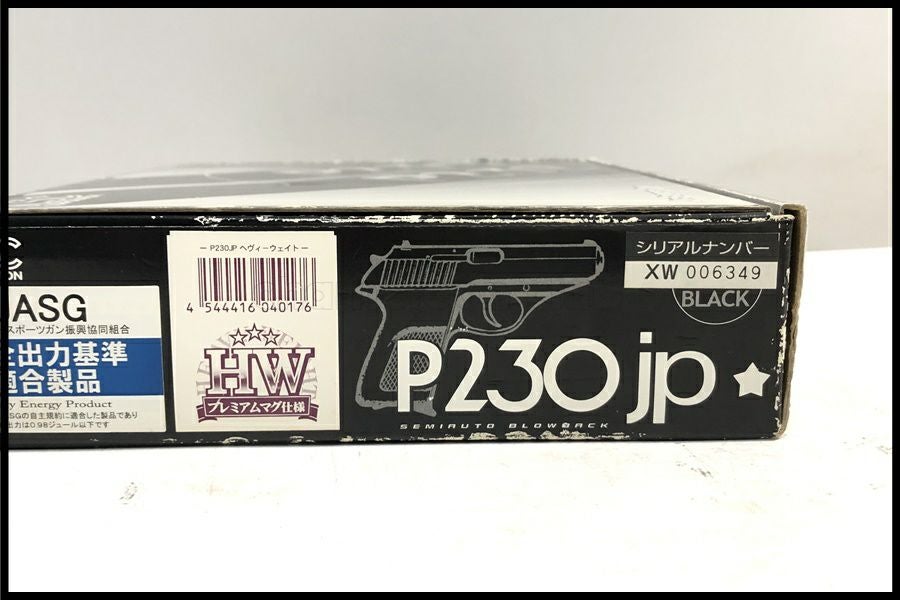 ON
ASG
スポーツガン振興協同組合
出力基準
適合製品
y Energy Product
ASGの自主規約に適合した製品であり
出力は0.98ジュール以下です
― P230JP ヘヴィーウェイト ―
4 544416 040176
HW
プレミアムマグ仕様
P230 jp
SEMIAUTO BLOWBACK
シリアルナンバー
XW 006349
BLACK